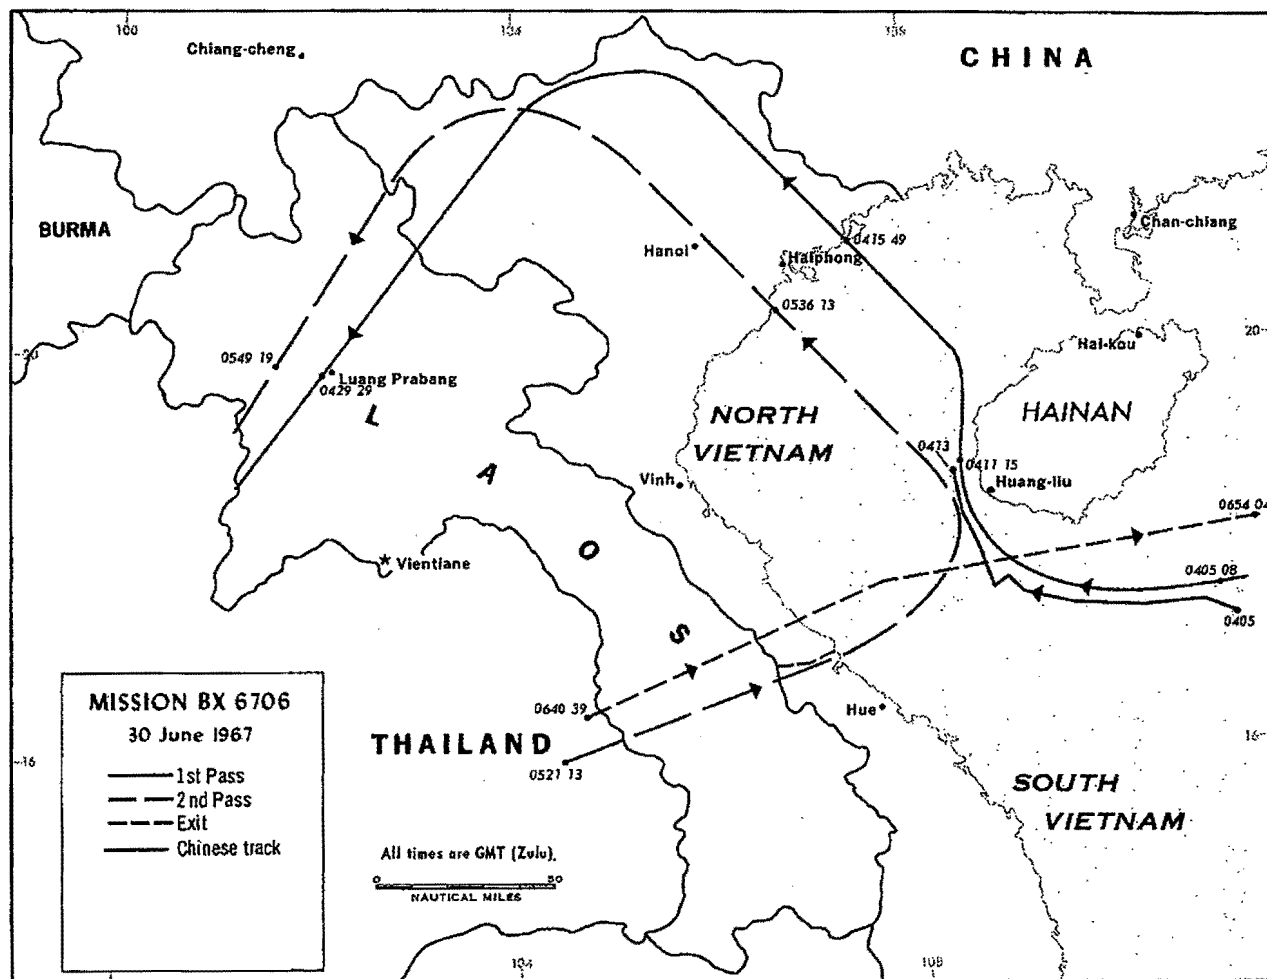 100
104
108
Chiang-cheng
CHINA
BURMA
Hanoi
Haiphong
0415 49
Chan-chiang
0536 13
20
20
Hai-kou
0549 19
Luang Prabang
0429 29
NORTH
VIETNAM
HAINAN
LAOS
0413
0411 15
Vinh
Huang-liu
0654 04
Vientiane
0405 08
0405
MISSION BX 6706
30 June 1967
1st Pass
2nd Pass
Exit
Chinese track
0640 39
Hue
THAILAND
0521 13
16
16
SOUTH
VIETNAM
All times are GMT (Zulu).
0
50
NAUTICAL MILES
104
108